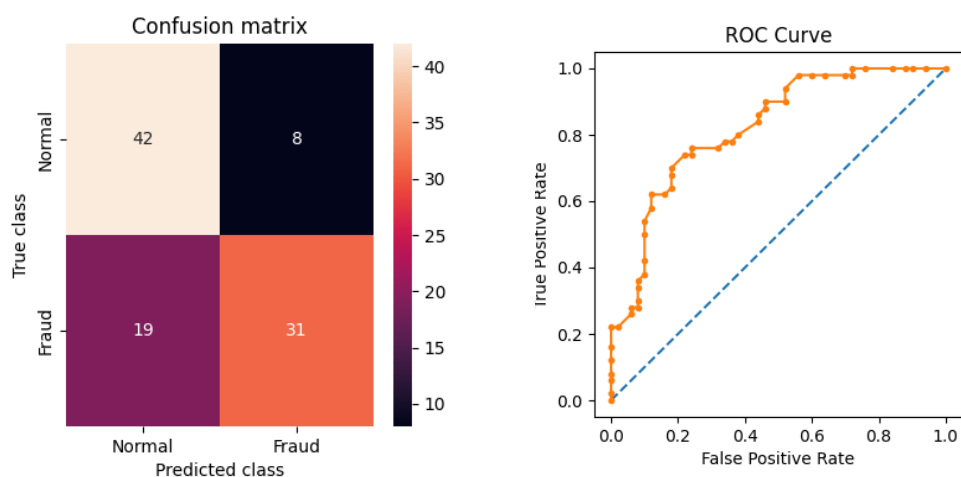 Confusion matrix
True class
Normal
Fraud
42
8
19
31
Normal
Fraud
Predicted class
40
35
30
25
20
15
10
ROC Curve
True Positive Rate
1.0
0.8
0.6
0.4
0.2
0.0
0.0
0.2
0.4
0.6
0.8
1.0
False Positive Rate